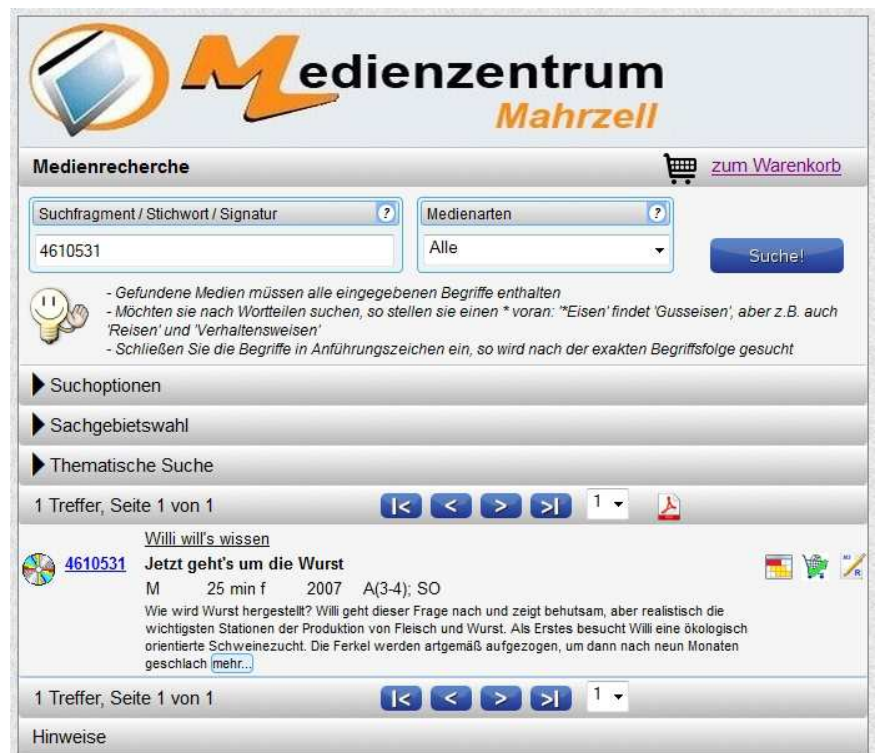 Medienzentrum
Mahrzell
Medienrecherche
zum Warenkorb
Suchfragment / Stichwort / Signatur ?
Medienarten ?
4610531
Alle
Suche!
- Gefundene Medien müssen alle eingegebenen Begriffe enthalten
- Möchten sie nach Wortteilen suchen, so stellen sie einen * voran: '*Eisen' findet 'Gusseisen', aber z.B. auch
'Reisen' und 'Verhaltensweisen'
- Schließen Sie die Begriffe in Anführungszeichen ein, so wird nach der exakten Begriffsfolge gesucht
Suchoptionen
Sachgebietswahl
Thematische Suche
1 Treffer, Seite 1 von 1 |< < > >| 1
Willi will's wissen
4610531 Jetzt geht's um die Wurst
M 25 min f 2007 A(3-4); SO
Wie wird Wurst hergestellt? Willi geht dieser Frage nach und zeigt behutsam, aber realistisch die
wichtigsten Stationen der Produktion von Fleisch und Wurst. Als Erstes besucht Willi eine ökologisch
orientierte Schweinezucht. Die Ferkel werden artgemäß aufgezogen, um dann nach neun Monaten
geschlach mehr...
1 Treffer, Seite 1 von 1 |< < > >| 1
Hinweise